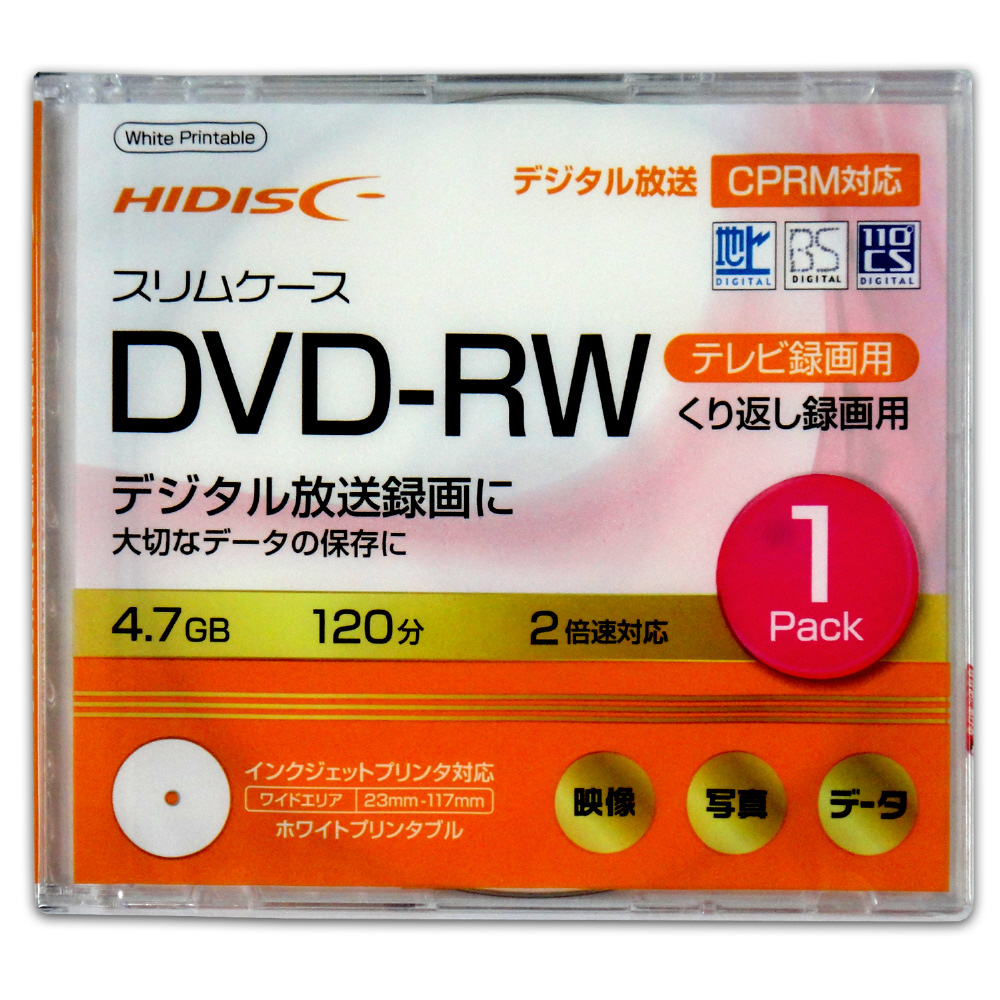 White Printable
HIDISC
デジタル放送 CPRM対応
地上 DIGITAL BS DIGITAL 110°CS DIGITAL
スリムケース
DVD-RW
テレビ録画用
くり返し録画用
デジタル放送録画に
大切なデータの保存に
1
Pack
4.7GB 120分 2倍速対応
インクジェットプリンタ対応
ワイドエリア 23mm-117mm
ホワイトプリンタブル
映像 写真 データ